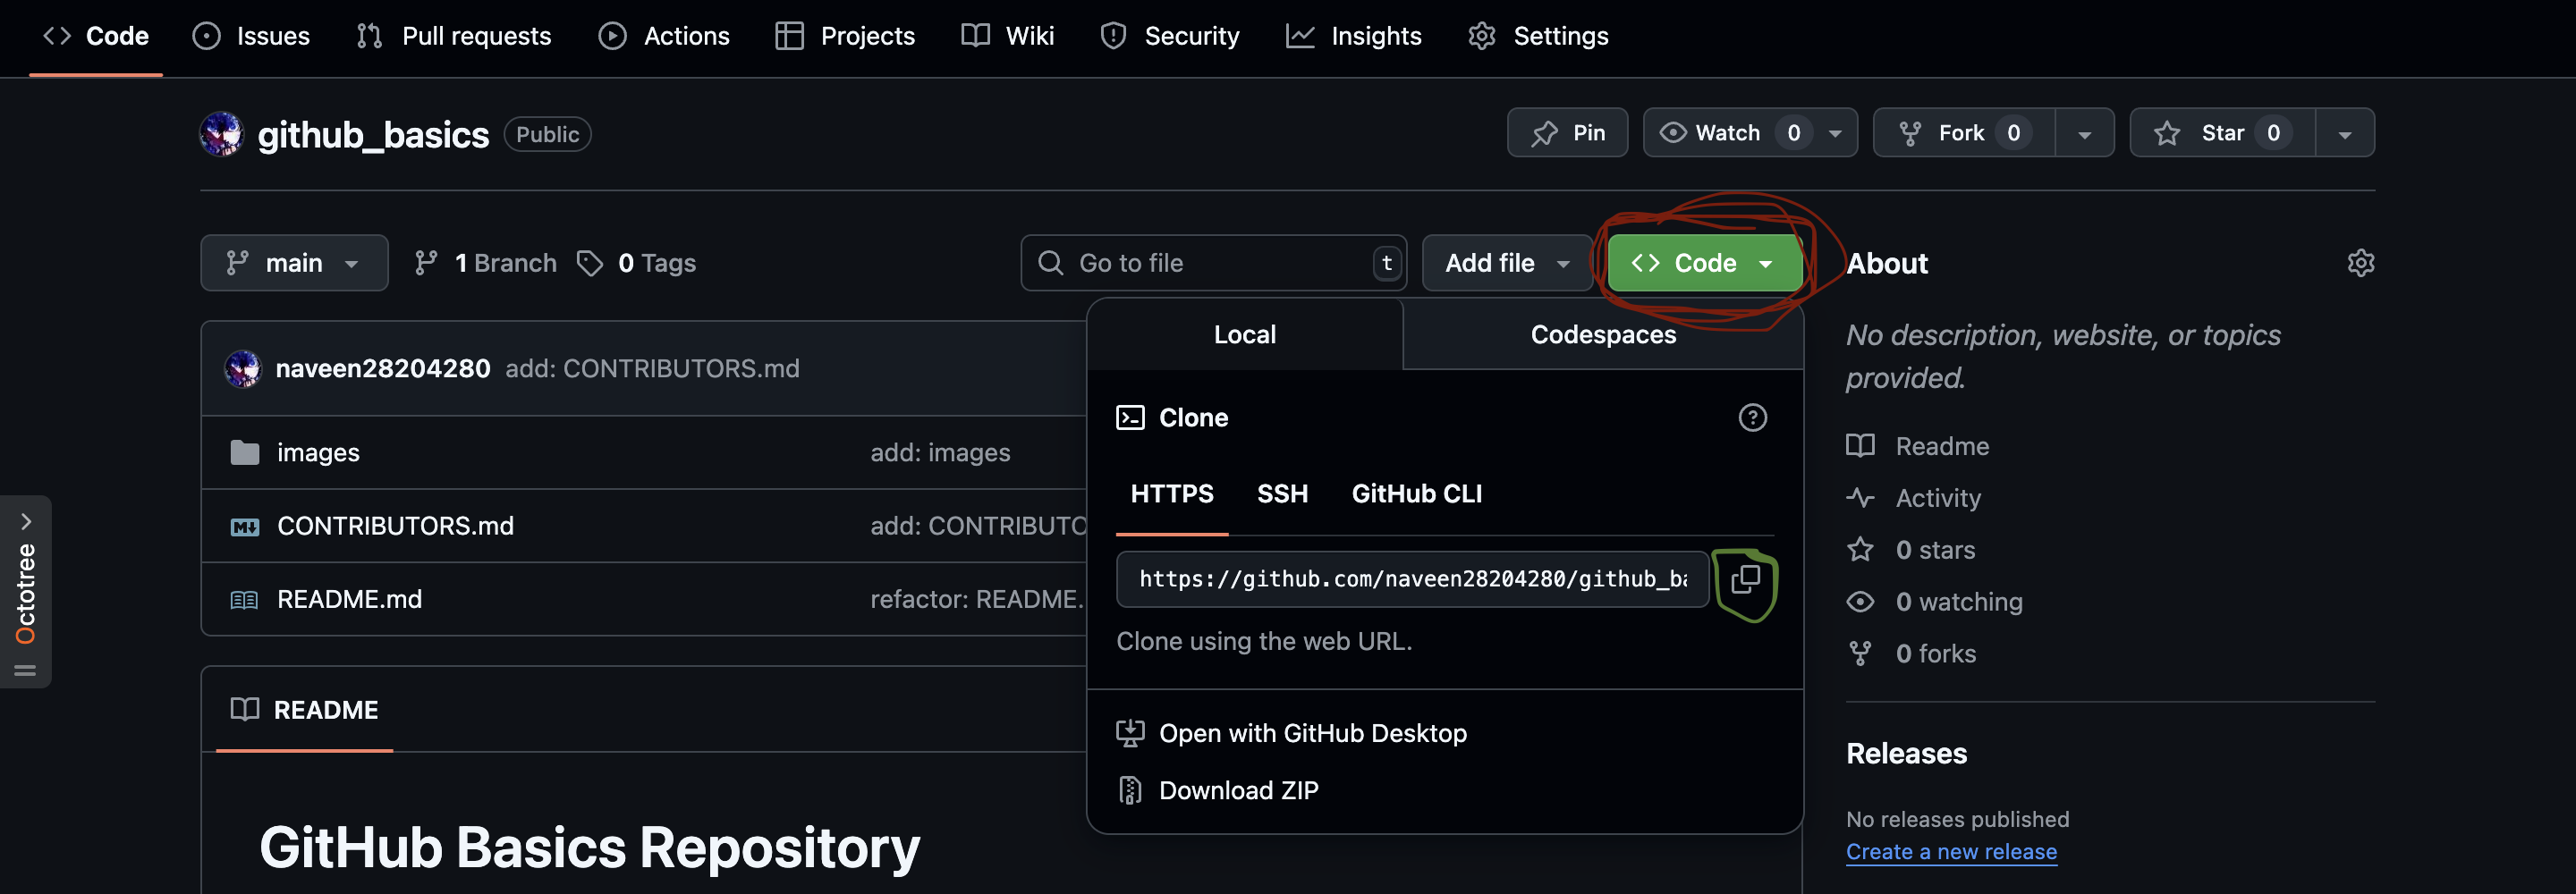 Code Issues Pull requests Actions Projects Wiki Security Insights Settings
github_basics Public Pin Watch 0 Fork 0 Star 0
main 1 Branch 0 Tags Go to file t Add file Code
About
Local Codespaces
No description, website, or topics
provided.
naveen28204280 add: CONTRIBUTORS.md
Clone
Readme
images add: images
HTTPS SSH GitHub CLI
Activity
CONTRIBUTORS.md add: CONTRIBUTO
0 stars
https://github.com/naveen28204280/github_ba
README.md refactor: README.
0 watching
Clone using the web URL.
0 forks
Octotree
README
Open with GitHub Desktop
Releases
Download ZIP
No releases published
Create a new release
GitHub Basics Repository